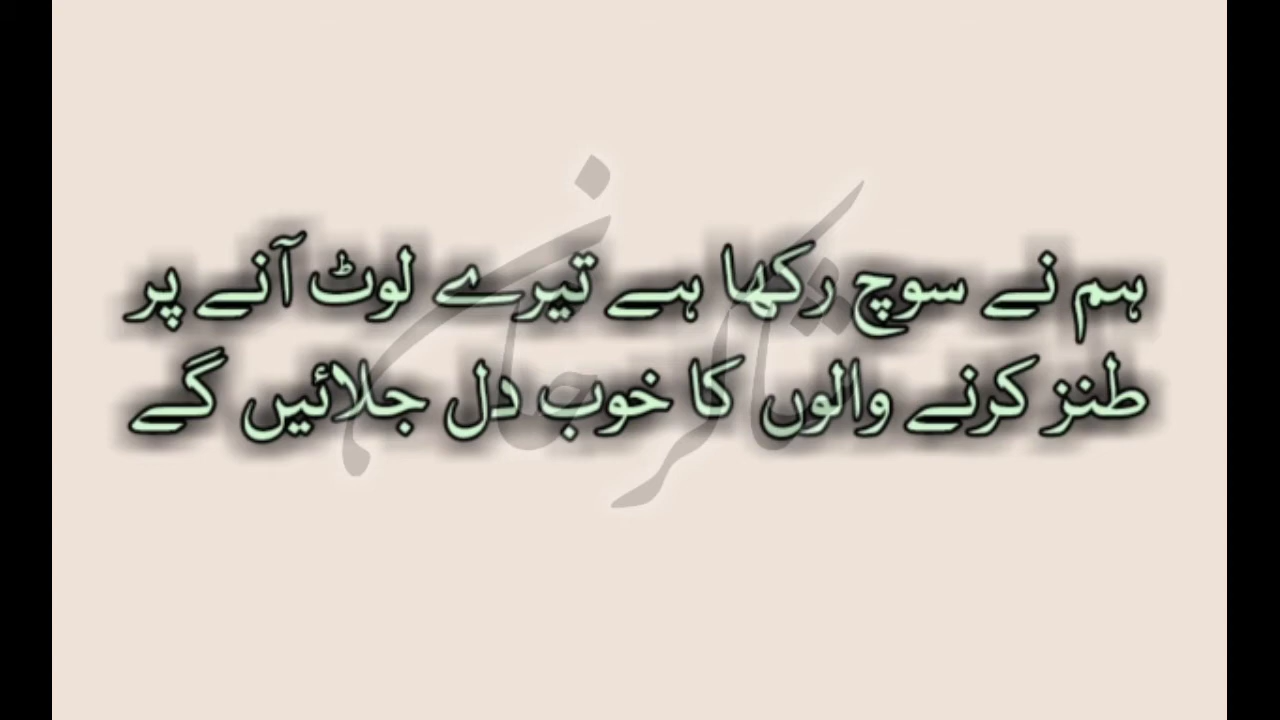 ہم نے سوچ رکھا ہے تیرے لوٹ آنے پر
طنز کرنے والوں کا خوب دل جلائیں گے